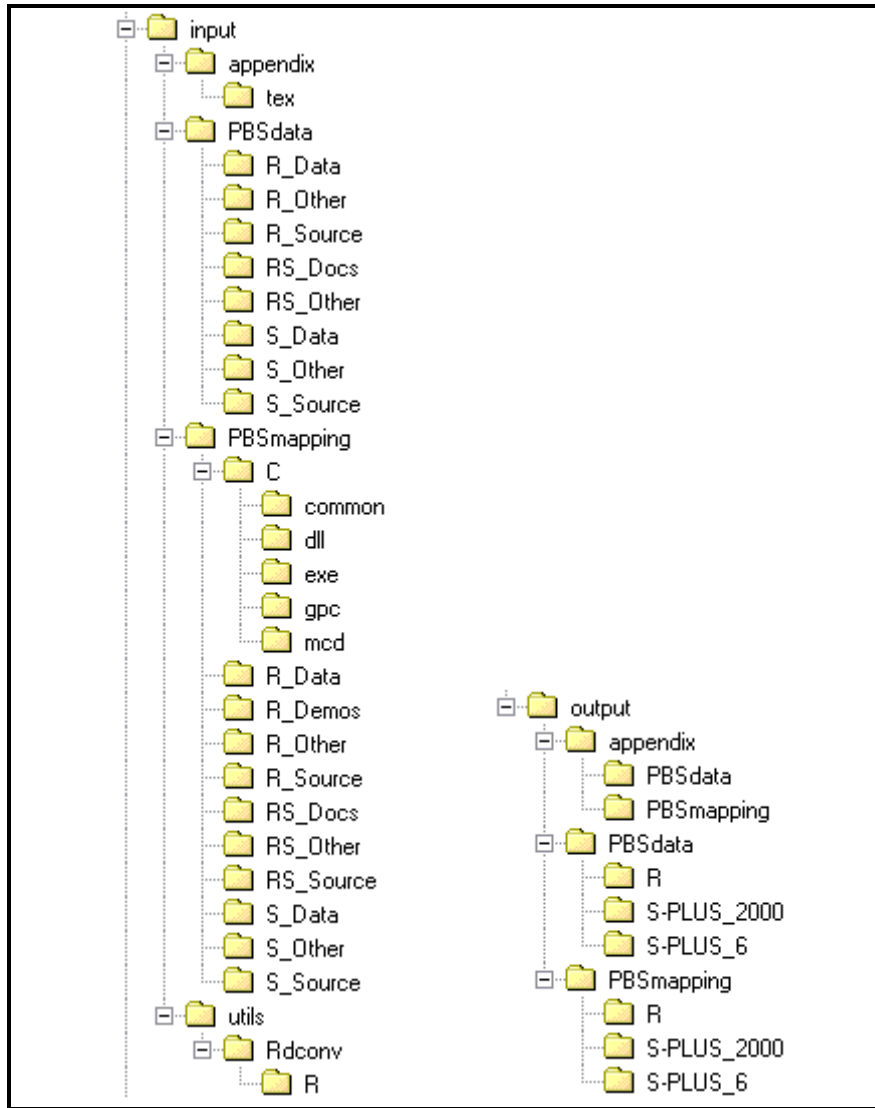 input
appendix
tex
PBSdata
R_Data
R_Other
R_Source
RS_Docs
RS_Other
S_Data
S_Other
S_Source
PBSmapping
C
common
dll
exe
gpc
mcd
R_Data
R_Demos
R_Other
R_Source
RS_Docs
RS_Other
RS_Source
S_Data
S_Other
S_Source
utils
Rdconv
R
output
appendix
PBSdata
PBSmapping
PBSdata
R
S-PLUS_2000
S-PLUS_6
PBSmapping
R
S-PLUS_2000
S-PLUS_6